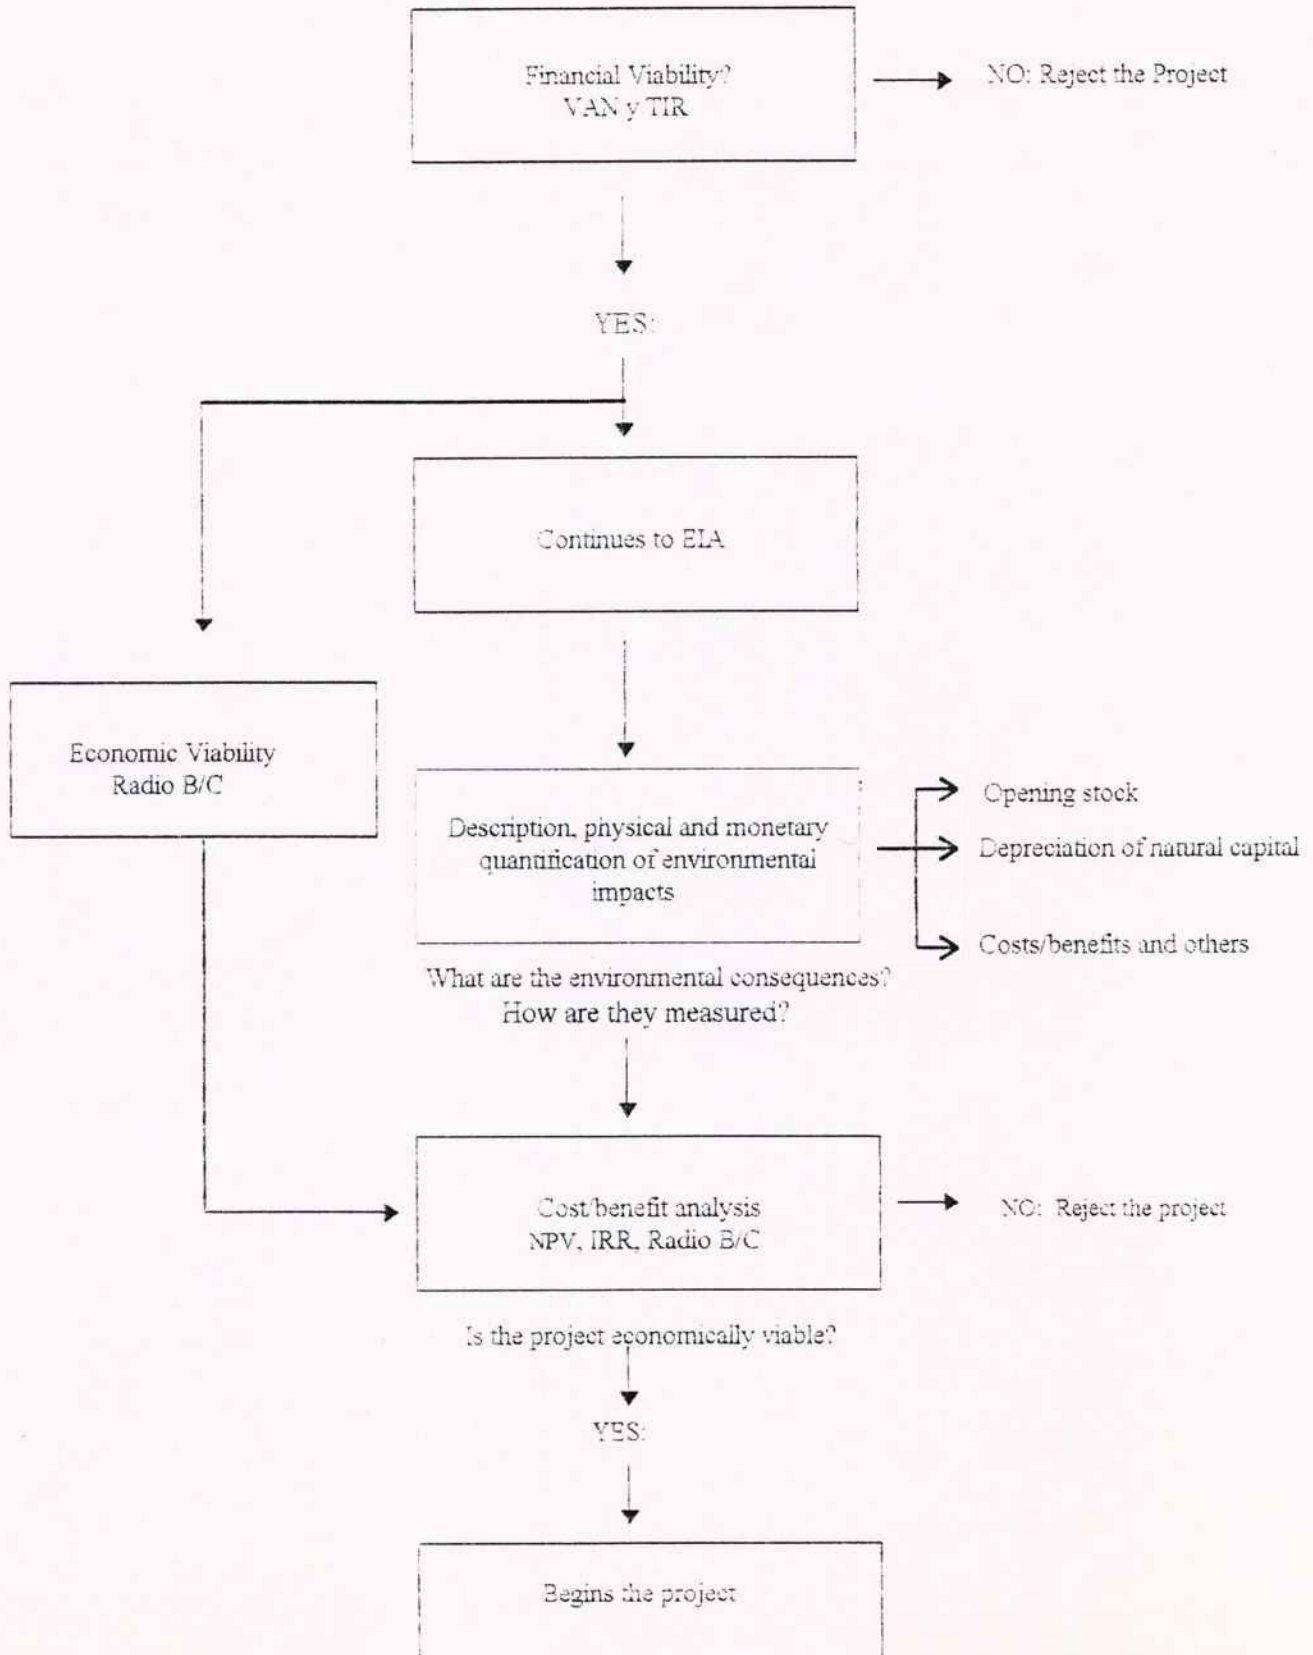 Financial Viability?
VAN y TIR
NO: Reject the Project
YES:
Continues to EIA
Economic Viability
Radio B/C
Description, physical and monetary
quantification of environmental
impacts
Opening stock
Depreciation of natural capital
Costs/benefits and others
What are the environmental consequences?
How are they measured?
Cost/benefit analysis
NPV, IRR, Radio B/C
NO: Reject the project
Is the project economically viable?
YES:
Begins the project